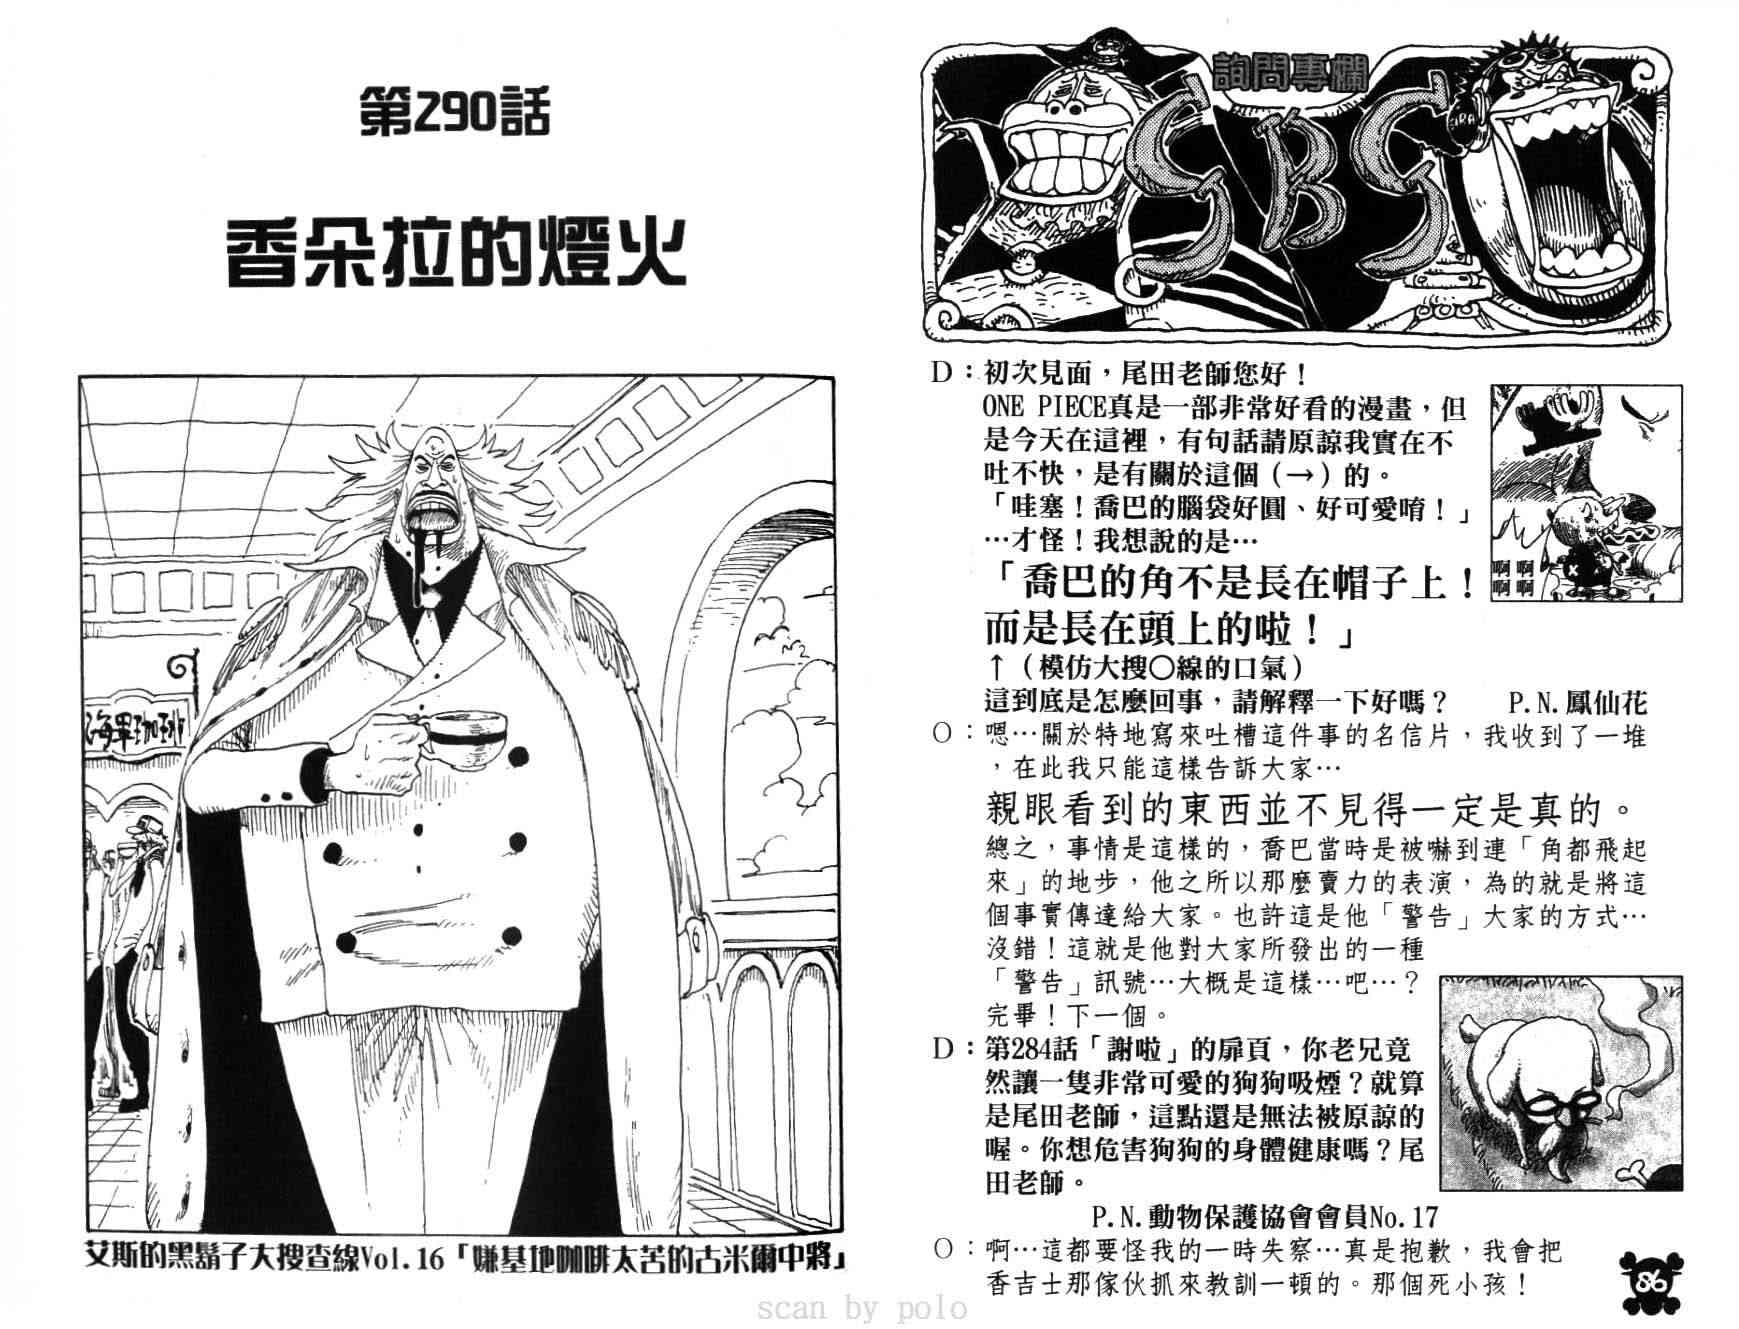 詢問專欄
SBS
D：初次見面，尾田老師您好！
ONE PIECE真是一部非常好看的漫畫，但
是今天在這裡，有句話請原諒我實在不
吐不快，是有關於這個（→）的。
「哇塞！喬巴的腦袋好圓、好可愛唷！」
…才怪！我想說的是…
「喬巴的角不是長在帽子上！
而是長在頭上的啦！」
↑（模仿大搜〇線的口氣）
這到底是怎麼回事，請解釋一下好嗎？　P.N.鳳仙花
啊啊
啊啊
O：嗯…關於特地寫來吐槽這件事的名信片，我收到了一堆
，在此我只能這樣告訴大家…
親眼看到的東西並不見得一定是真的。
總之，事情是這樣的，喬巴當時是被嚇到連「角都飛起
來」的地步，他之所以那麼賣力的表演，為的就是將這
個事實傳達給大家。也許這是他「警告」大家的方式…
沒錯！這就是他對大家所發出的一種
「警告」訊號…大概是這樣…吧…？
完畢！下一個。
D：第284話「謝啦」的扉頁，你老兄竟
然讓一隻非常可愛的狗狗吸煙？就算
是尾田老師，這點還是無法被原諒的
喔。你想危害狗狗的身體健康嗎？尾
田老師。
P.N.動物保護協會會員No.17
O：啊…這都要怪我的一時失察…真是抱歉，我會把
香吉士那傢伙抓來教訓一頓的。那個死小孩！
86
第290話
香朵拉的燈火
海軍珈琲
艾斯的黑鬍子大搜查線Vol.16「嫌基地咖啡太苦的古米爾中將」
scan by polo